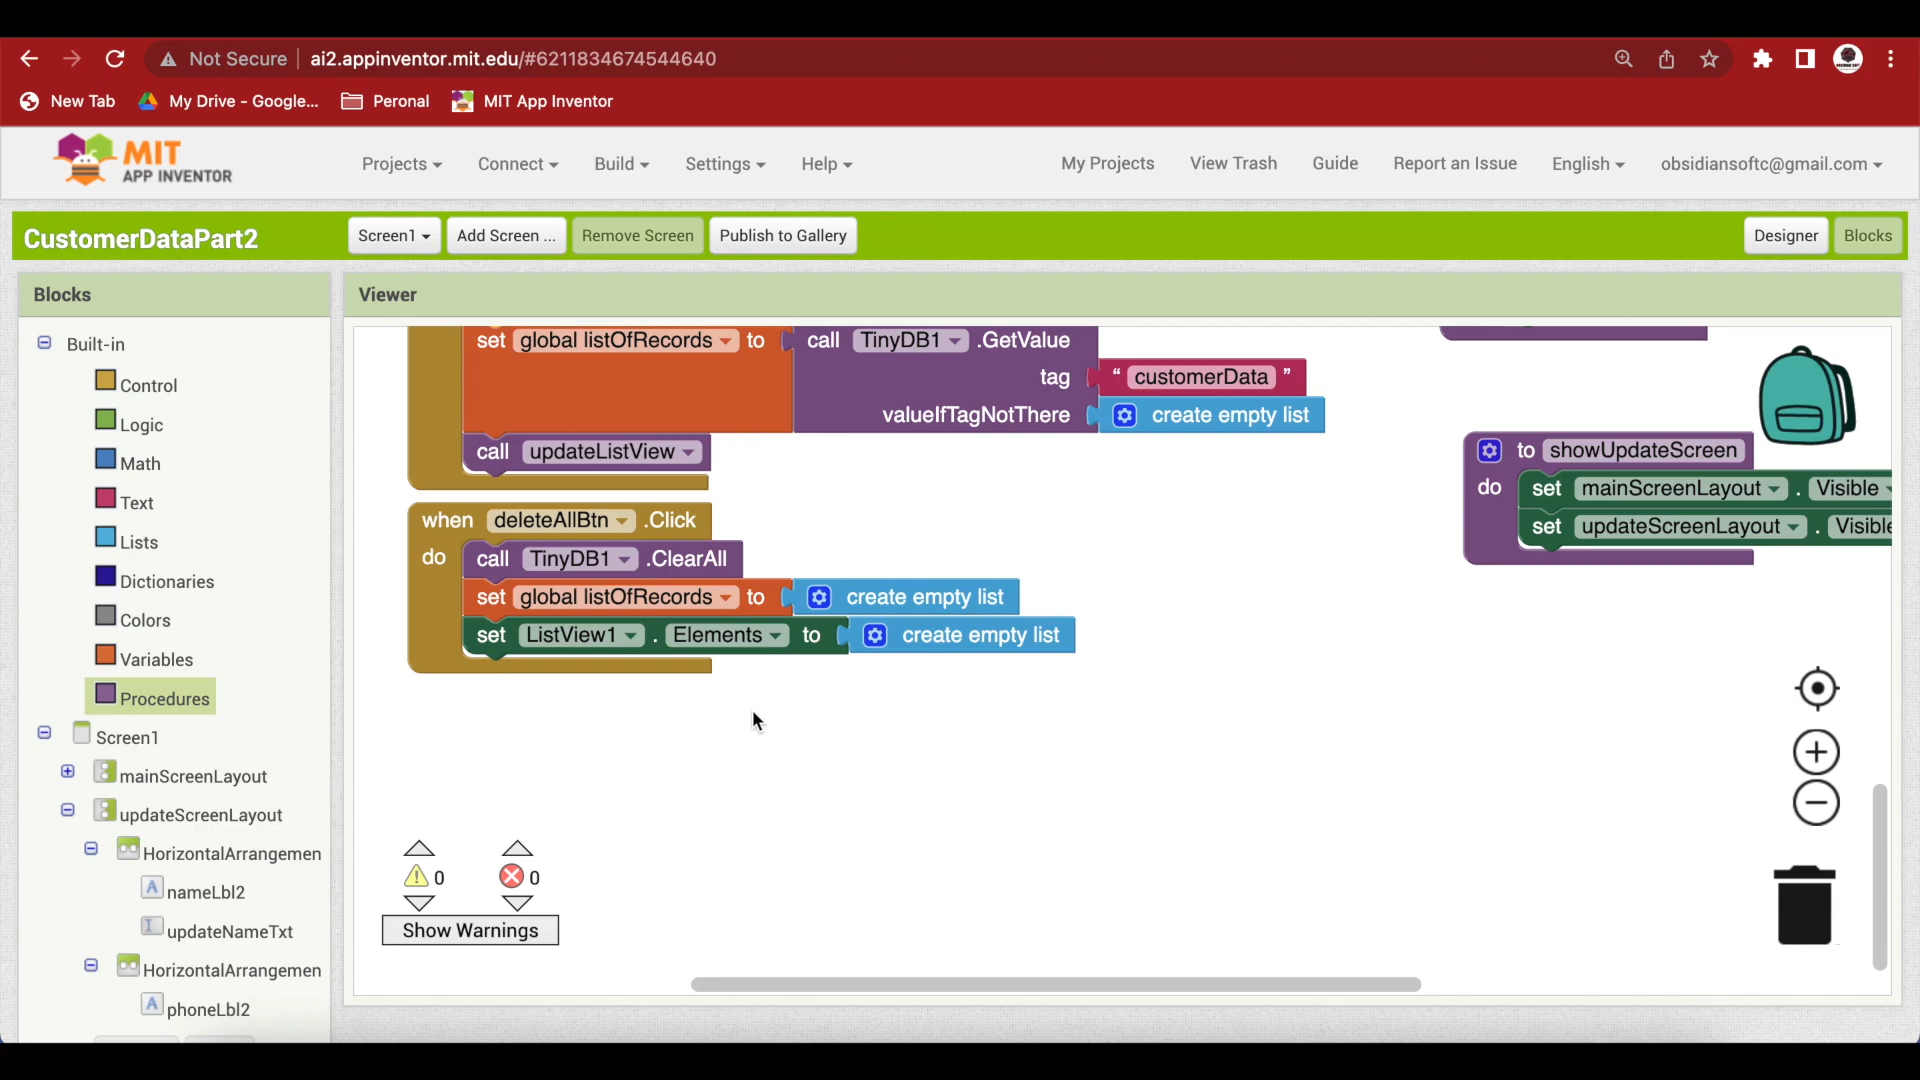 Not Secure ai2.appinventor.mit.edu/#6211834674544640
New Tab My Drive - Google... Peronal MIT App Inventor
MIT APP INVENTOR Projects Connect Build Settings Help My Projects View Trash Guide Report an Issue English obsidiansoftc@gmail.com
CustomerDataPart2 Screen1 Add Screen ... Remove Screen Publish to Gallery Designer Blocks
Blocks
Built-in
Control
Logic
Math
Text
Lists
Dictionaries
Colors
Variables
Procedures
Screen1
mainScreenLayout
updateScreenLayout
HorizontalArrangemen
nameLbl2
updateNameTxt
HorizontalArrangemen
phoneLbl2
Viewer
set global listOfRecords to call TinyDB1 .GetValue
tag " customerData "
valueIfTagNotThere create empty list
call updateListView
when deleteAllBtn .Click
do call TinyDB1 .ClearAll
set global listOfRecords to create empty list
set ListView1 . Elements to create empty list
to showUpdateScreen
do set mainScreenLayout . Visible
set updateScreenLayout . Visible
0 0
Show Warnings